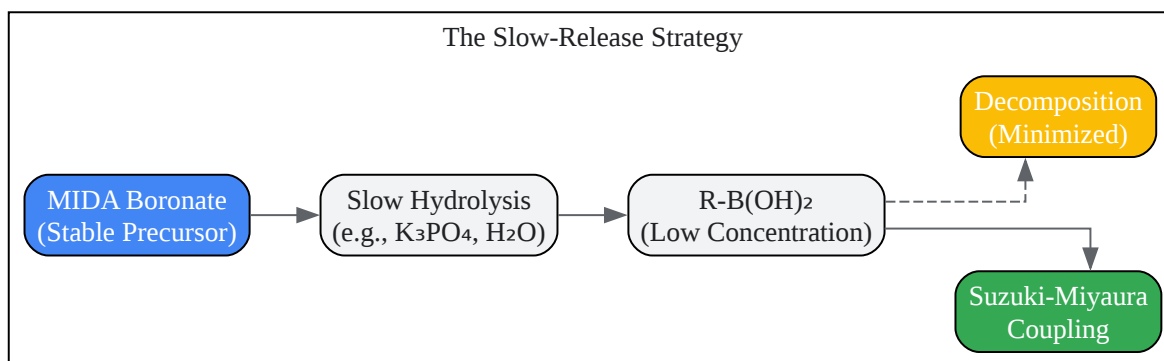 The Slow-Release Strategy
MIDA Boronate
(Stable Precursor)
Slow Hydrolysis
(e.g., K₃PO₄, H₂O)
R-B(OH)₂
(Low Concentration)
Decomposition
(Minimized)
Suzuki-Miyaura
Coupling